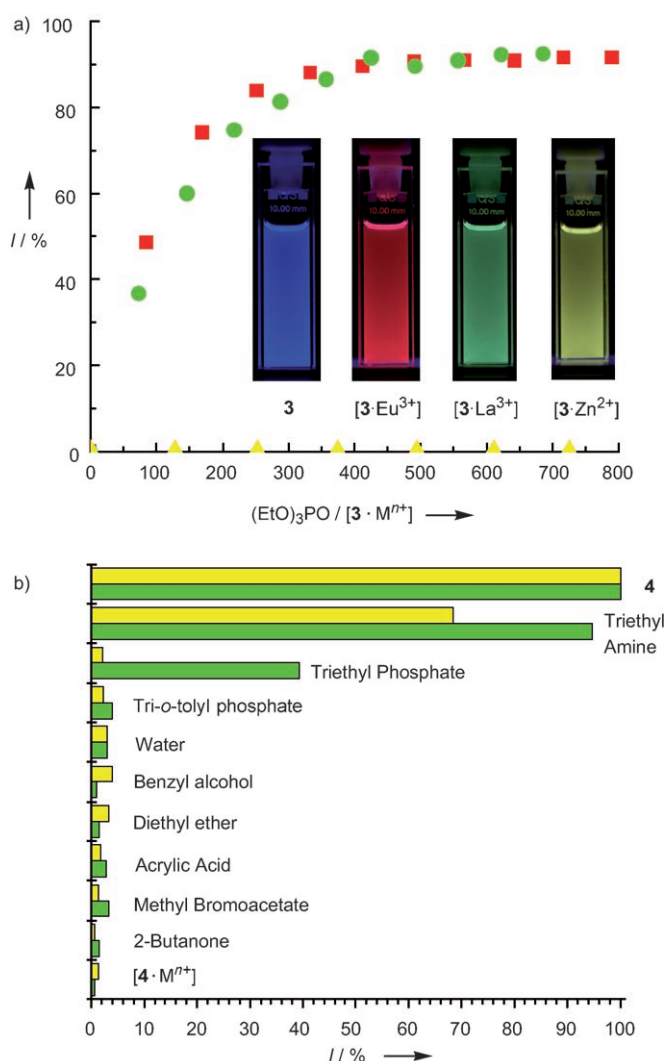 a)
100
80
60
I / %
40
20
0
10.00 mm
10.00 mm
10.00 mm
10.00 mm
3
[3·Eu³⁺]
[3·La³⁺]
[3·Zn²⁺]
0 100 200 300 400 500 600 700 800
(EtO)₃PO / [3 · Mⁿ⁺]
b)
4
Triethyl
Amine
Triethyl Phosphate
Tri-o-tolyl phosphate
Water
Benzyl alcohol
Diethyl ether
Acrylic Acid
Methyl Bromoacetate
2-Butanone
[4 · Mⁿ⁺]
0 10 20 30 40 50 60 70 80 90 100
I / %